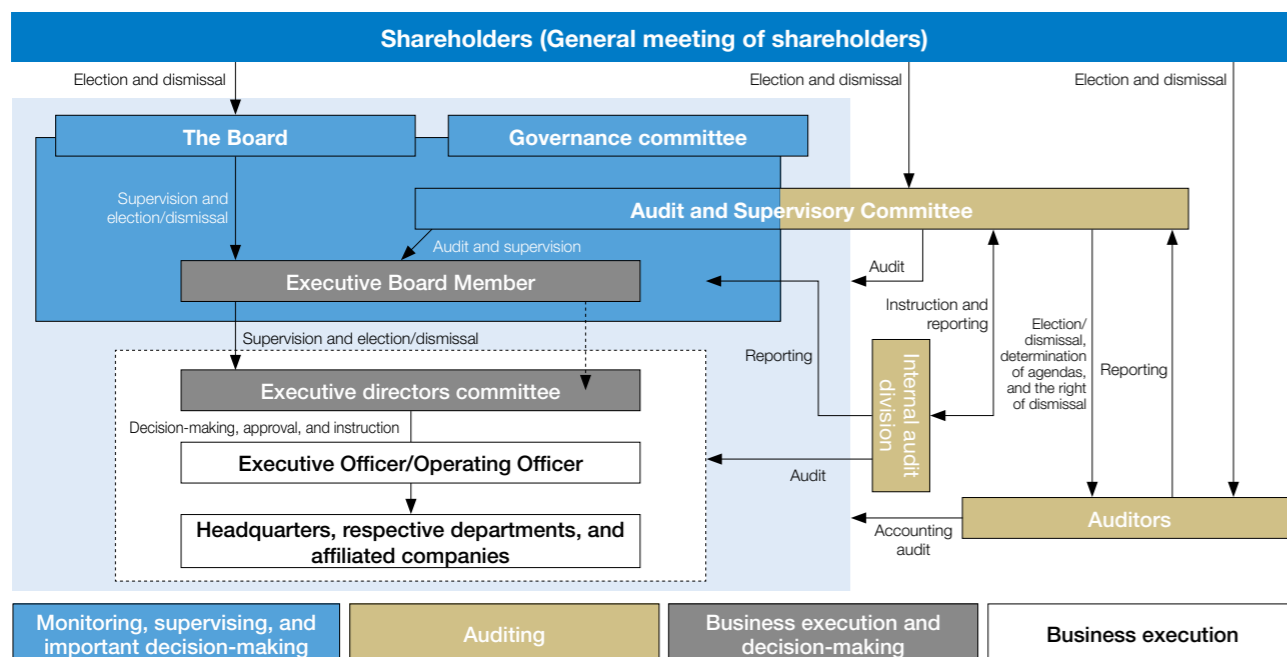 Shareholders (General meeting of shareholders)
Election and dismissal
Election and dismissal
Election and dismissal
The Board
Governance committee
Supervision and
election/dismissal
Audit and Supervisory Committee
Audit and supervision
Executive Board Member
Audit
Instruction and
reporting
Election/
dismissal,
determination
of agendas,
and the right
of dismissal
Reporting
Supervision and election/dismissal
Reporting
Internal audit
division
Executive directors committee
Decision-making, approval, and instruction
Executive Officer/Operating Officer
Audit
Headquarters, respective departments, and
affiliated companies
Accounting
audit
Auditors
Monitoring, supervising, and
important decision-making
Auditing
Business execution and
decision-making
Business execution